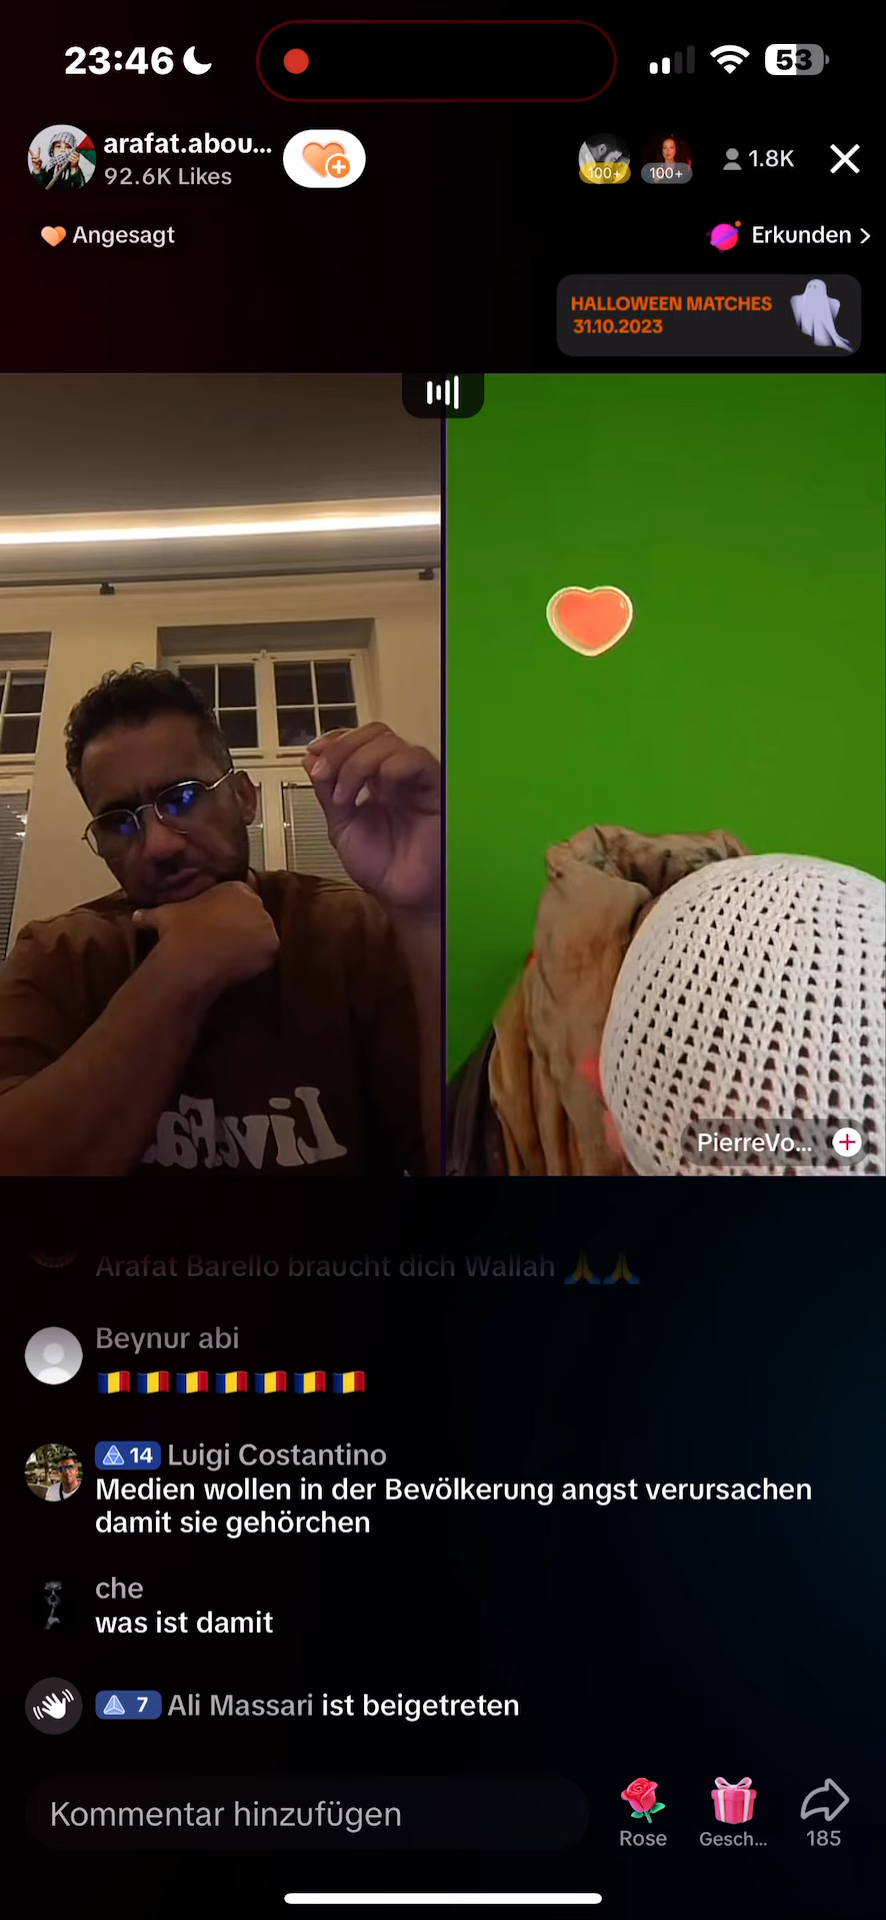 23:46
53
arafat.abou...
92.6K Likes
100+
100+
1.8K
Angesagt
Erkunden >
HALLOWEEN MATCHES
31.10.2023
PierreVo...
Arafat Barello braucht dich Wallah 🙏🙏
Beynur abi
🇷🇴🇷🇴🇷🇴🇷🇴🇷🇴🇷🇴🇷🇴
14 Luigi Costantino
Medien wollen in der Bevölkerung angst verursachen
damit sie gehörchen
che
was ist damit
7 Ali Massari ist beigetreten
Kommentar hinzufügen
Rose
Gesch...
185